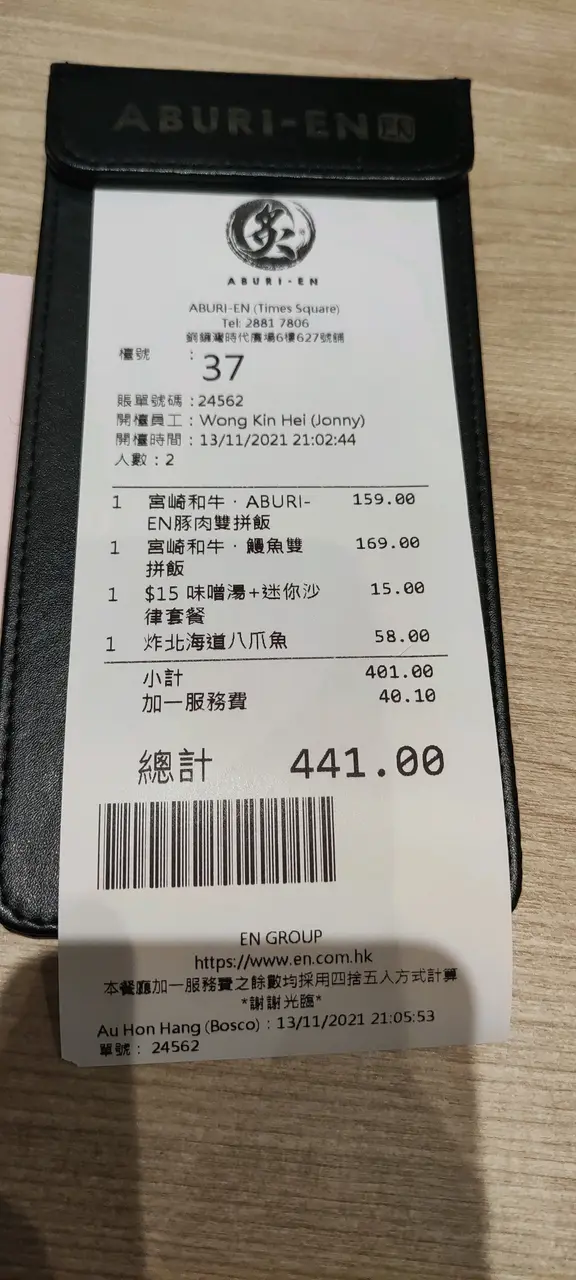 ABURI-EN EN
炙
ABURI-EN
ABURI-EN (Times Square)
Tel: 2881 7806
銅鑼灣時代廣場6樓627號舖
檯號 : 37
賬單號碼 : 24562
開檯員工 : Wong Kin Hei (Jonny)
開檯時間 : 13/11/2021 21:02:44
人數 : 2
1 宮崎和牛．ABURI- 159.00
EN豚肉雙拼飯
1 宮崎和牛．鰻魚雙 169.00
拼飯
1 $15 味噌湯+迷你沙 15.00
律套餐
1 炸北海道八爪魚 58.00
小計 401.00
加一服務費 40.10
總計 441.00
EN GROUP
https://www.en.com.hk
本餐廳加一服務費之餘數均採用四捨五入方式計算
*謝謝光臨*
Au Hon Hang (Bosco) : 13/11/2021 21:05:53
單號 : 24562